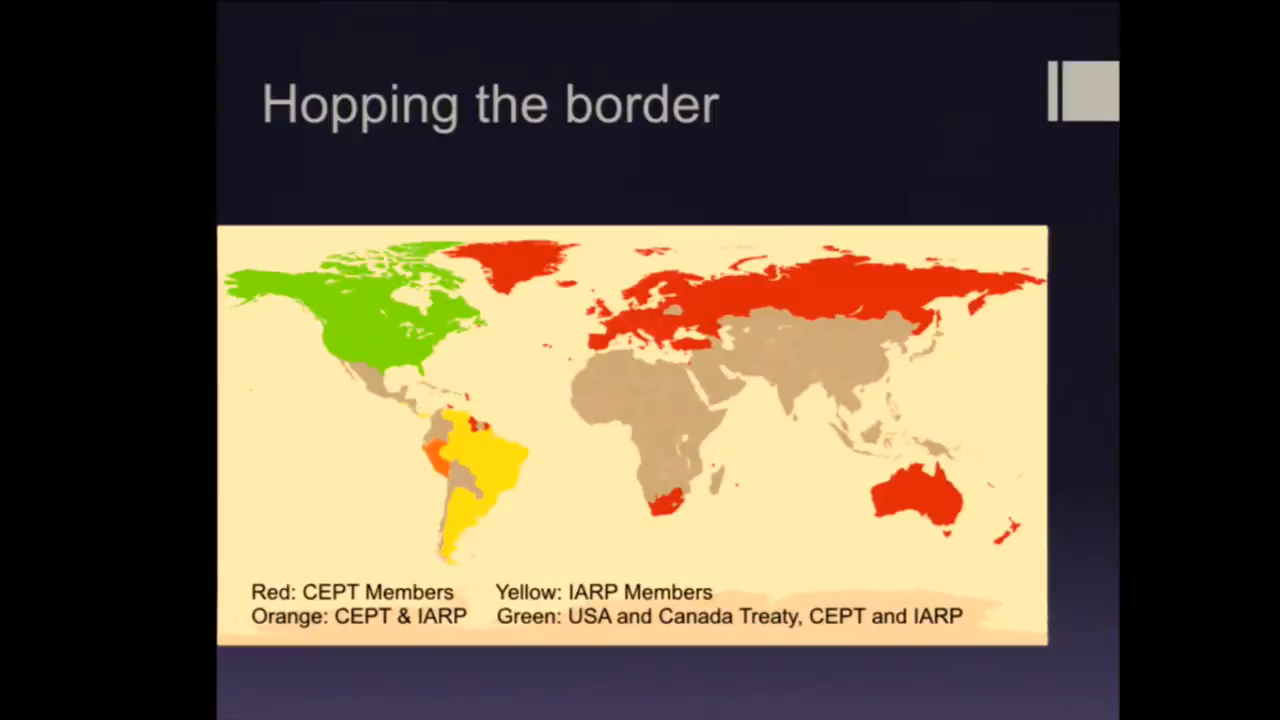 Hopping the border
Red: CEPT Members
Yellow: IARP Members
Orange: CEPT & IARP
Green: USA and Canada Treaty, CEPT and IARP